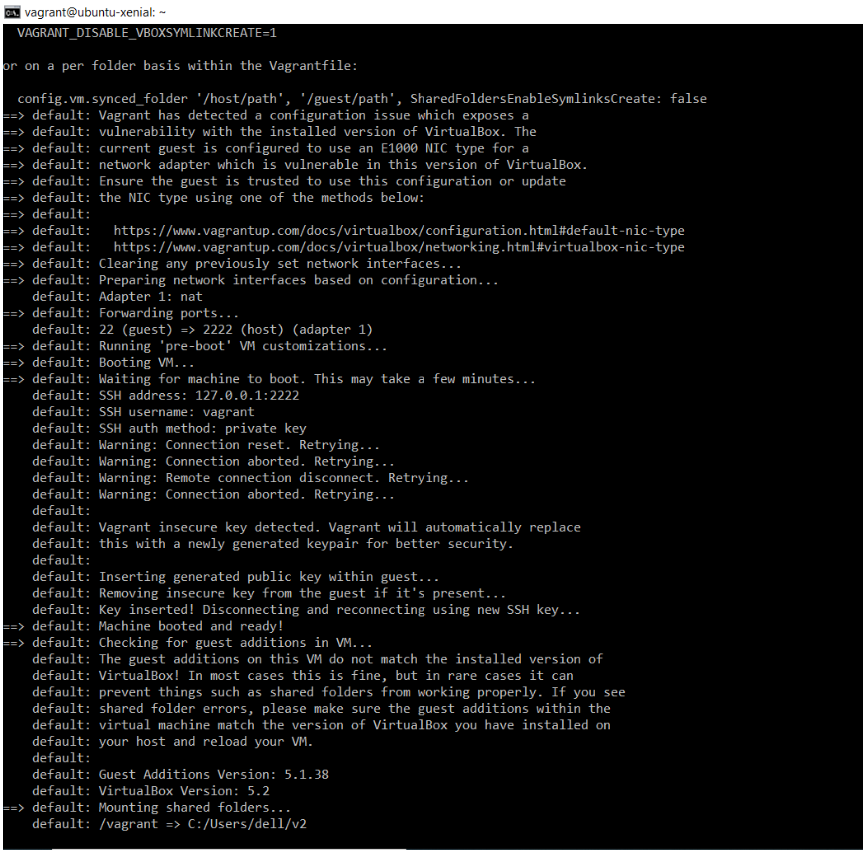 vagrant@ubuntu-xenial: ~
VAGRANT_DISABLE_VBOXSYMLINKCREATE=1
or on a per folder basis within the Vagrantfile:
config.vm.synced_folder '/host/path', '/guest/path', SharedFoldersEnableSymlinksCreate: false
==> default: Vagrant has detected a configuration issue which exposes a
==> default: vulnerability with the installed version of VirtualBox. The
==> default: current guest is configured to use an E1000 NIC type for a
==> default: network adapter which is vulnerable in this version of VirtualBox.
==> default: Ensure the guest is trusted to use this configuration or update
==> default: the NIC type using one of the methods below:
==> default:
==> default:   https://www.vagrantup.com/docs/virtualbox/configuration.html#default-nic-type
==> default:   https://www.vagrantup.com/docs/virtualbox/networking.html#virtualbox-nic-type
==> default: Clearing any previously set network interfaces...
==> default: Preparing network interfaces based on configuration...
default: Adapter 1: nat
==> default: Forwarding ports...
default: 22 (guest) => 2222 (host) (adapter 1)
==> default: Running 'pre-boot' VM customizations...
==> default: Booting VM...
==> default: Waiting for machine to boot. This may take a few minutes...
default: SSH address: 127.0.0.1:2222
default: SSH username: vagrant
default: SSH auth method: private key
default: Warning: Connection reset. Retrying...
default: Warning: Connection aborted. Retrying...
default: Warning: Remote connection disconnect. Retrying...
default: Warning: Connection aborted. Retrying...
default:
default: Vagrant insecure key detected. Vagrant will automatically replace
default: this with a newly generated keypair for better security.
default:
default: Inserting generated public key within guest...
default: Removing insecure key from the guest if it's present...
default: Key inserted! Disconnecting and reconnecting using new SSH key...
==> default: Machine booted and ready!
==> default: Checking for guest additions in VM...
default: The guest additions on this VM do not match the installed version of
default: VirtualBox! In most cases this is fine, but in rare cases it can
default: prevent things such as shared folders from working properly. If you see
default: shared folder errors, please make sure the guest additions within the
default: virtual machine match the version of VirtualBox you have installed on
default: your host and reload your VM.
default:
default: Guest Additions Version: 5.1.38
default: VirtualBox Version: 5.2
==> default: Mounting shared folders...
default: /vagrant => C:/Users/dell/v2